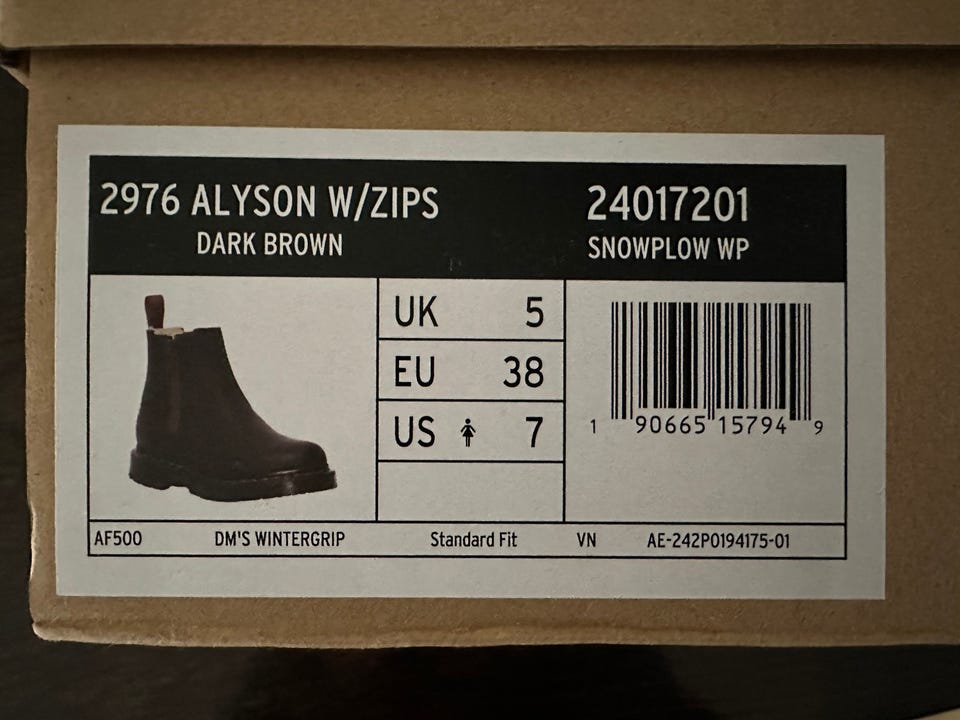 2976 ALYSON W/ZIPS
DARK BROWN
24017201
SNOWPLOW WP
UK 5
EU 38
US 7
1 90665 15794 9
AF500 DM'S WINTERGRIP Standard Fit VN AE-242P0194175-01